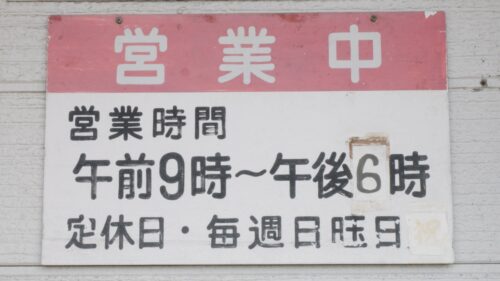 営業中
営業時間
午前9時～午後6時
定休日・毎週日曜日